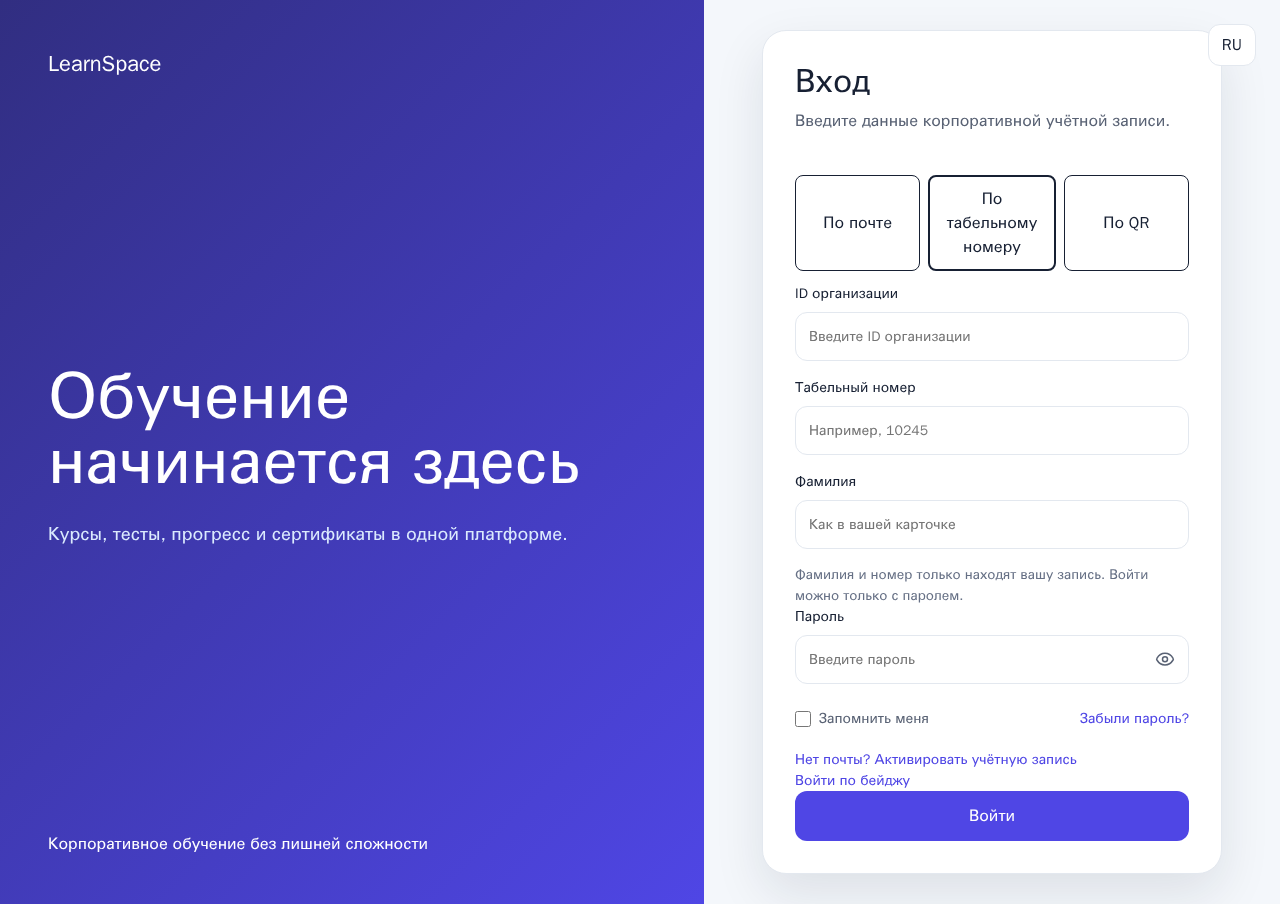 LearnSpace
Обучение
начинается здесь
Курсы, тесты, прогресс и сертификаты в одной платформе.
Корпоративное обучение без лишней сложности
RU
Вход
Введите данные корпоративной учётной записи.
По почте
По
табельному
номеру
По QR
ID организации
Введите ID организации
Табельный номер
Например, 10245
Фамилия
Как в вашей карточке
Фамилия и номер только находят вашу запись. Войти
можно только с паролем.
Пароль
Введите пароль
Запомнить меня
Забыли пароль?
Нет почты? Активировать учётную запись
Войти по бейджу
Войти